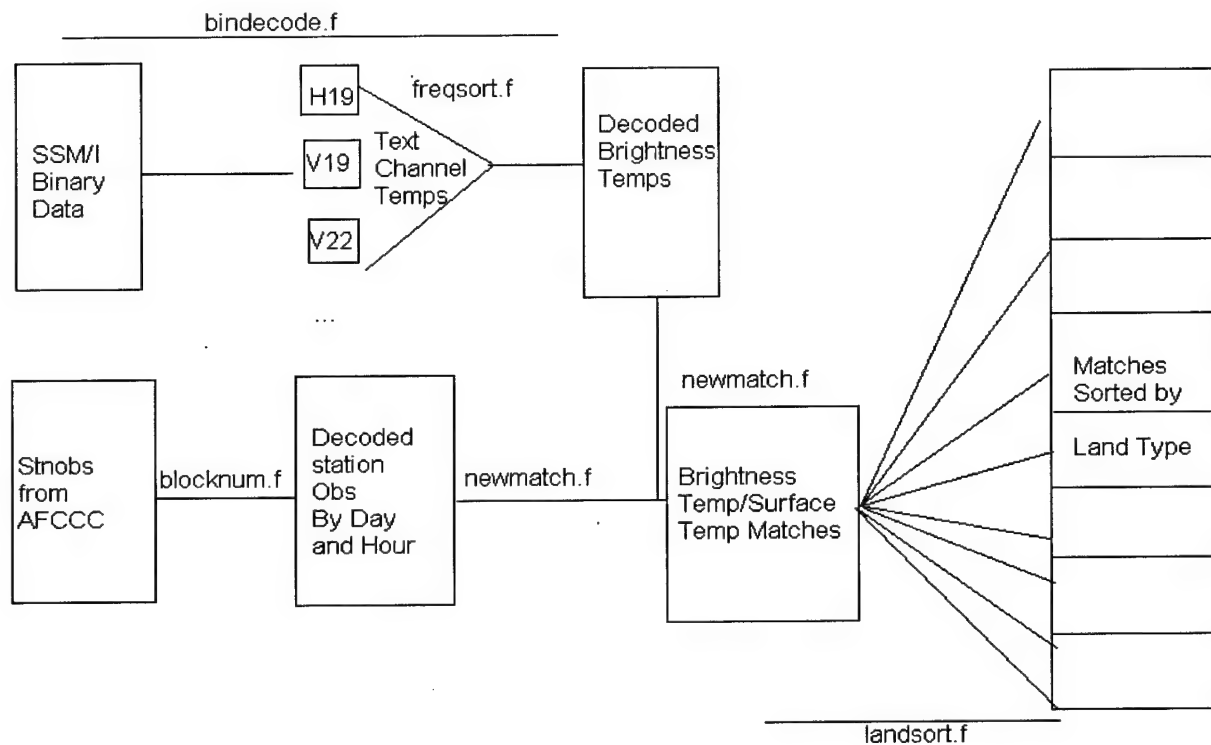 bindecode.f
SSM/I
Binary
Data
H19
V19
V22
...
freqsort.f
Text
Channel
Temps
Decoded
Brightness
Temps
Stnobs
from
AFCCC
blocknum.f
Decoded
station
Obs
By Day
and Hour
newmatch.f
newmatch.f
Brightness
Temp/Surface
Temp Matches
Matches
Sorted by
Land Type
landsort.f